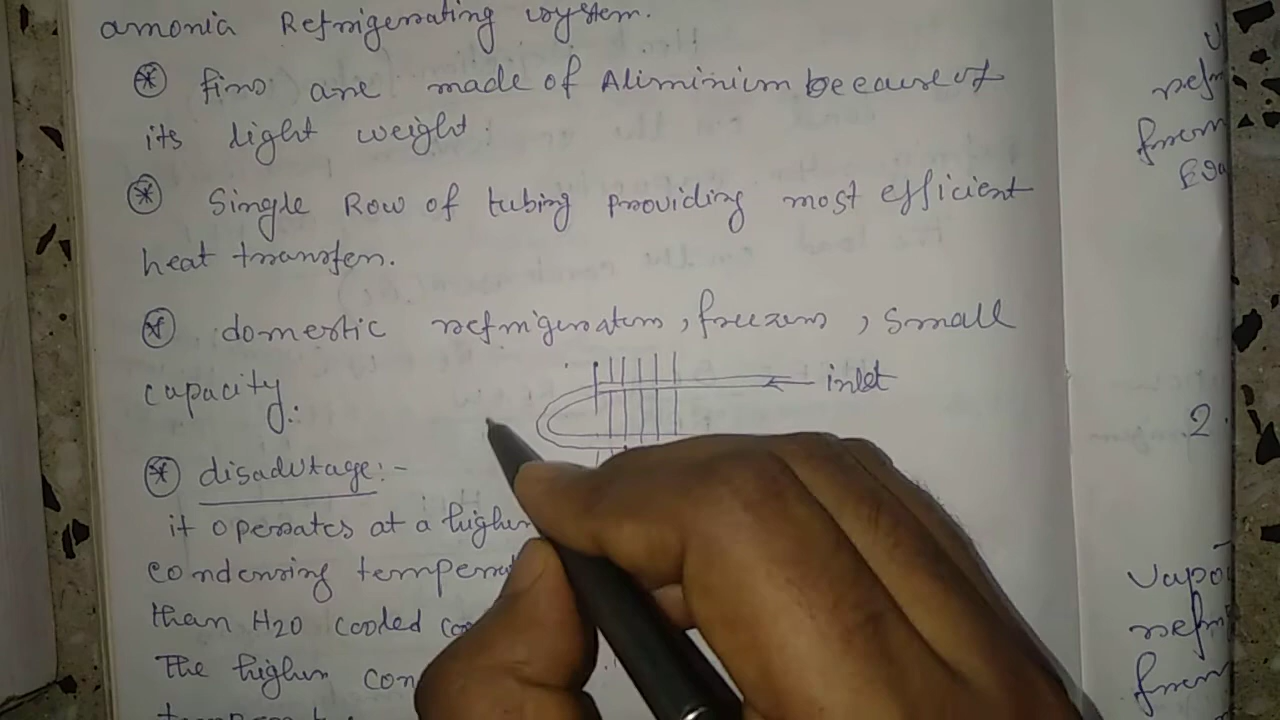 amonia Refrigerating system.
* fins are made of Aliminium because of
its light weight.
* Single Row of tubing providing most efficient
heat transfer.
* domestic refrigerators, freezers, small
capacity.
inlet
* disadvtage:-
it operates at a higher
condensing
than H2O cooled
The higher
2.